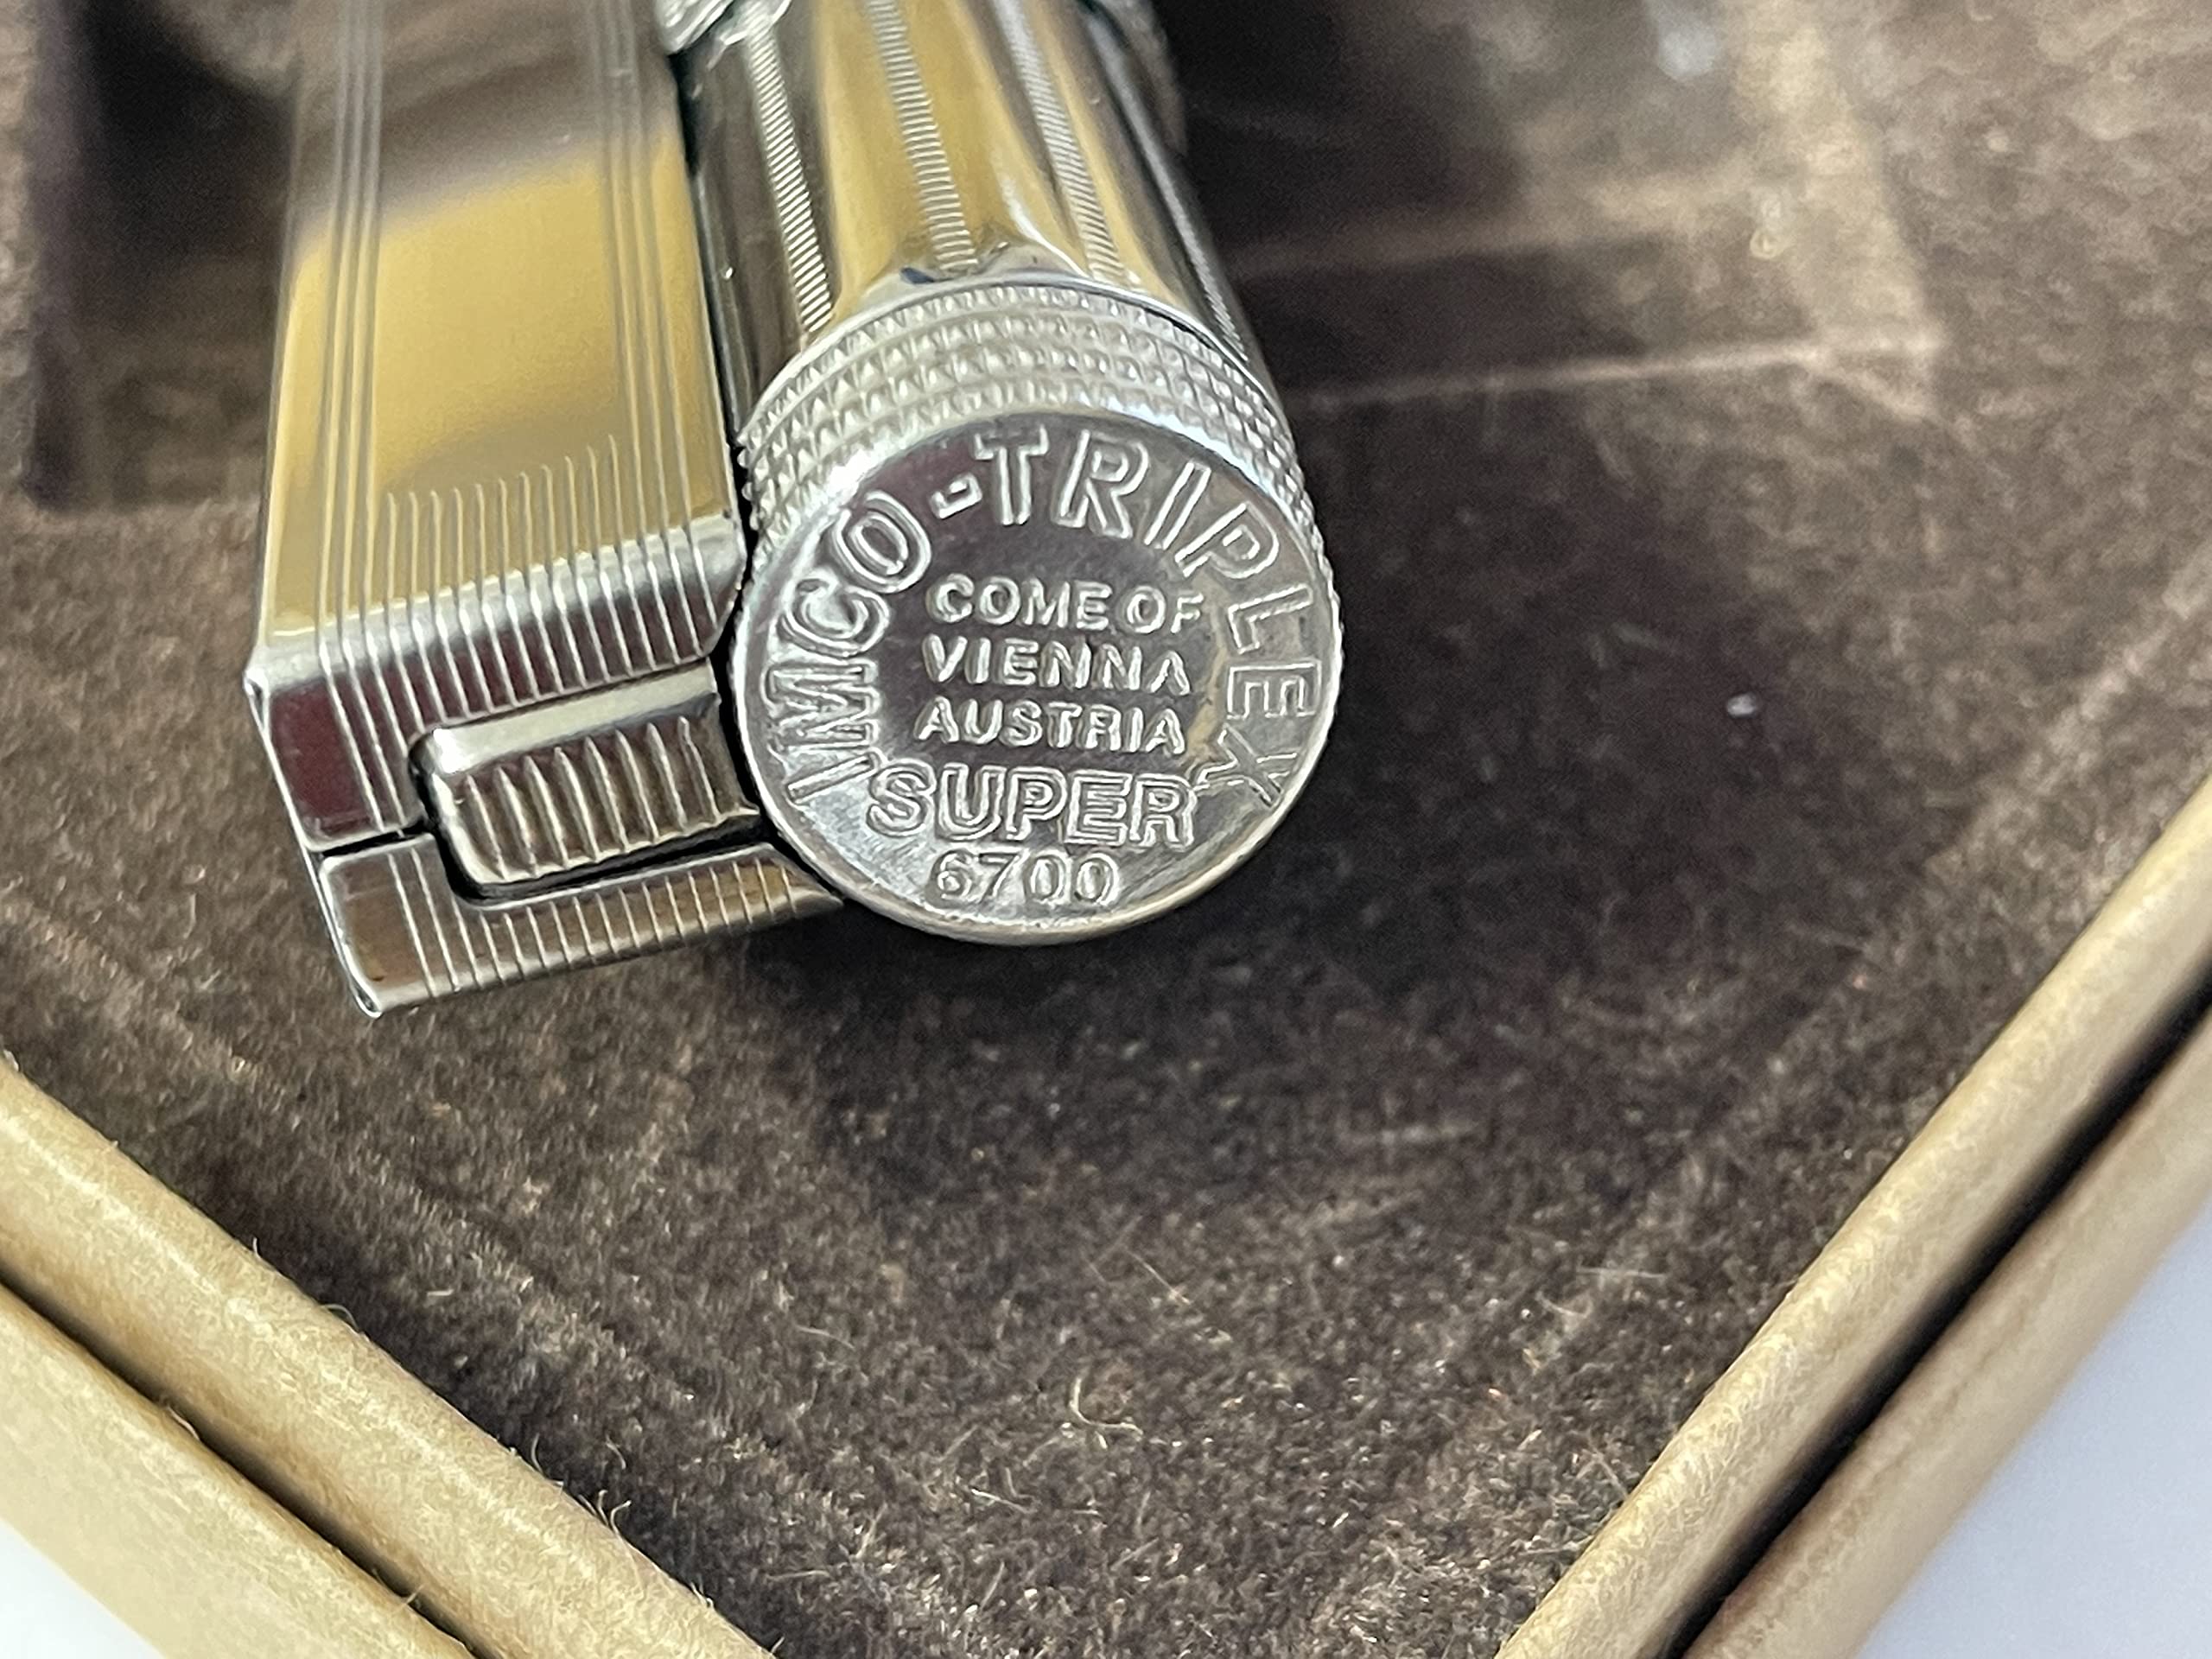 IMCO-TRIPLEX
COME OF
VIENNA
AUSTRIA
SUPER
6700